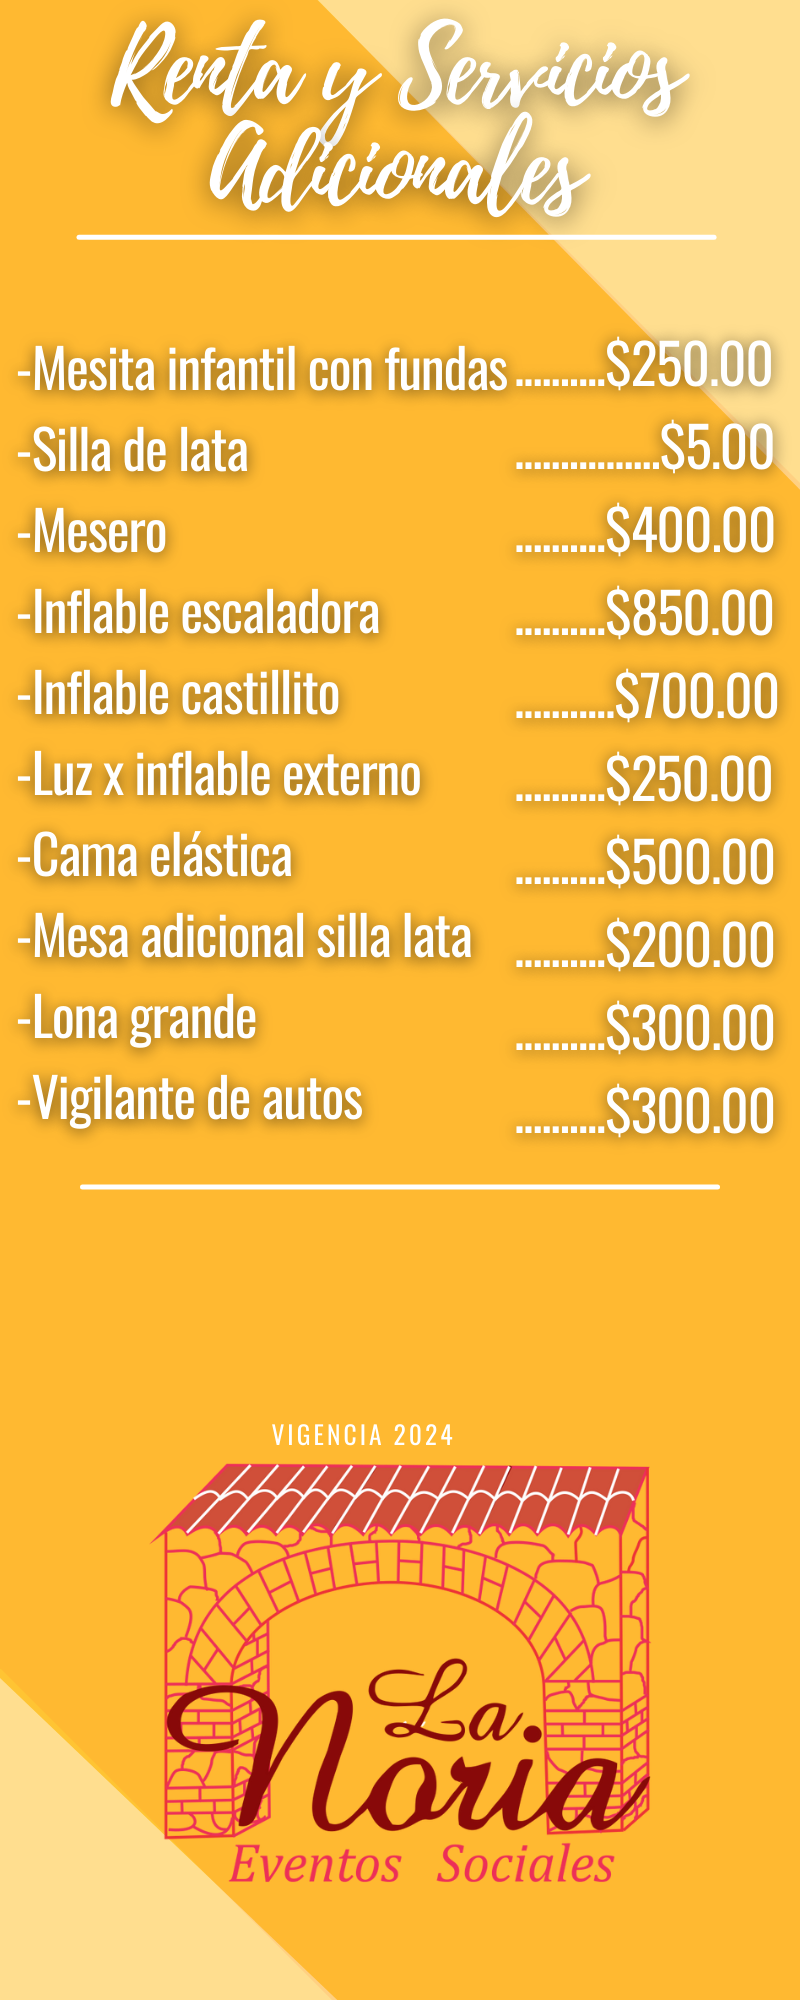 Renta y Servicios
Adicionales
-Mesita infantil con fundas ..........$250.00
-Silla de lata ................$5.00
-Mesero ..........$400.00
-Inflable escaladora ..........$850.00
-Inflable castillito ...........$700.00
-Luz x inflable externo ..........$250.00
-Cama elástica ..........$500.00
-Mesa adicional silla lata ..........$200.00
-Lona grande ..........$300.00
-Vigilante de autos ..........$300.00
VIGENCIA 2024
La
Noria
Eventos Sociales